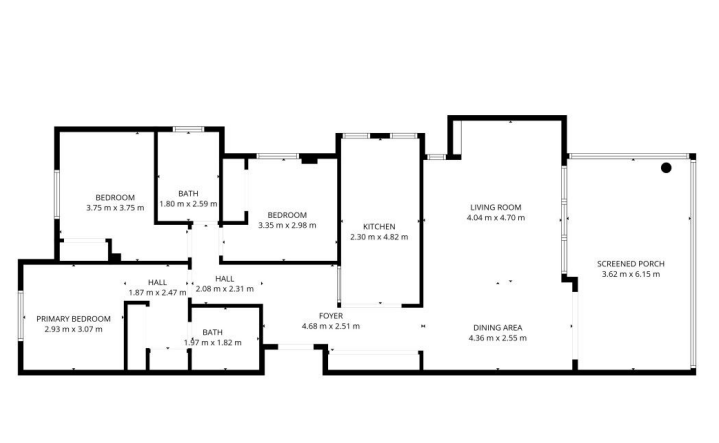 BEDROOM
3.75 m x 3.75 m
BATH
1.80 m x 2.59 m
BEDROOM
3.35 m x 2.98 m
KITCHEN
2.30 m x 4.82 m
LIVING ROOM
4.04 m x 4.70 m
SCREENED PORCH
3.62 m x 6.15 m
HALL
1.87 m x 2.47 m
HALL
2.08 m x 2.31 m
PRIMARY BEDROOM
2.93 m x 3.07 m
BATH
1.97 m x 1.82 m
FOYER
4.68 m x 2.51 m
DINING AREA
4.36 m x 2.55 m